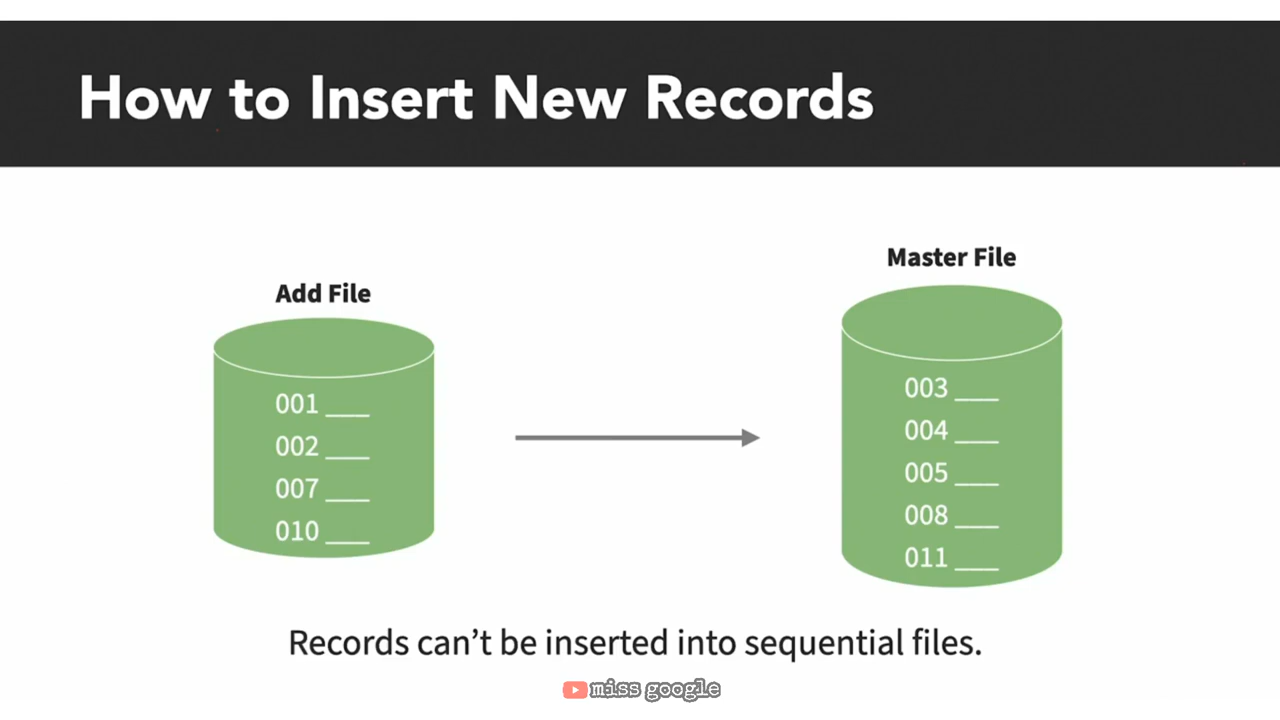 How to Insert New Records
Add File
001 ____
002 ____
007 ____
010 ____
Master File
003 ____
004 ____
005 ____
008 ____
011 ____
Records can't be inserted into sequential files.
miss google